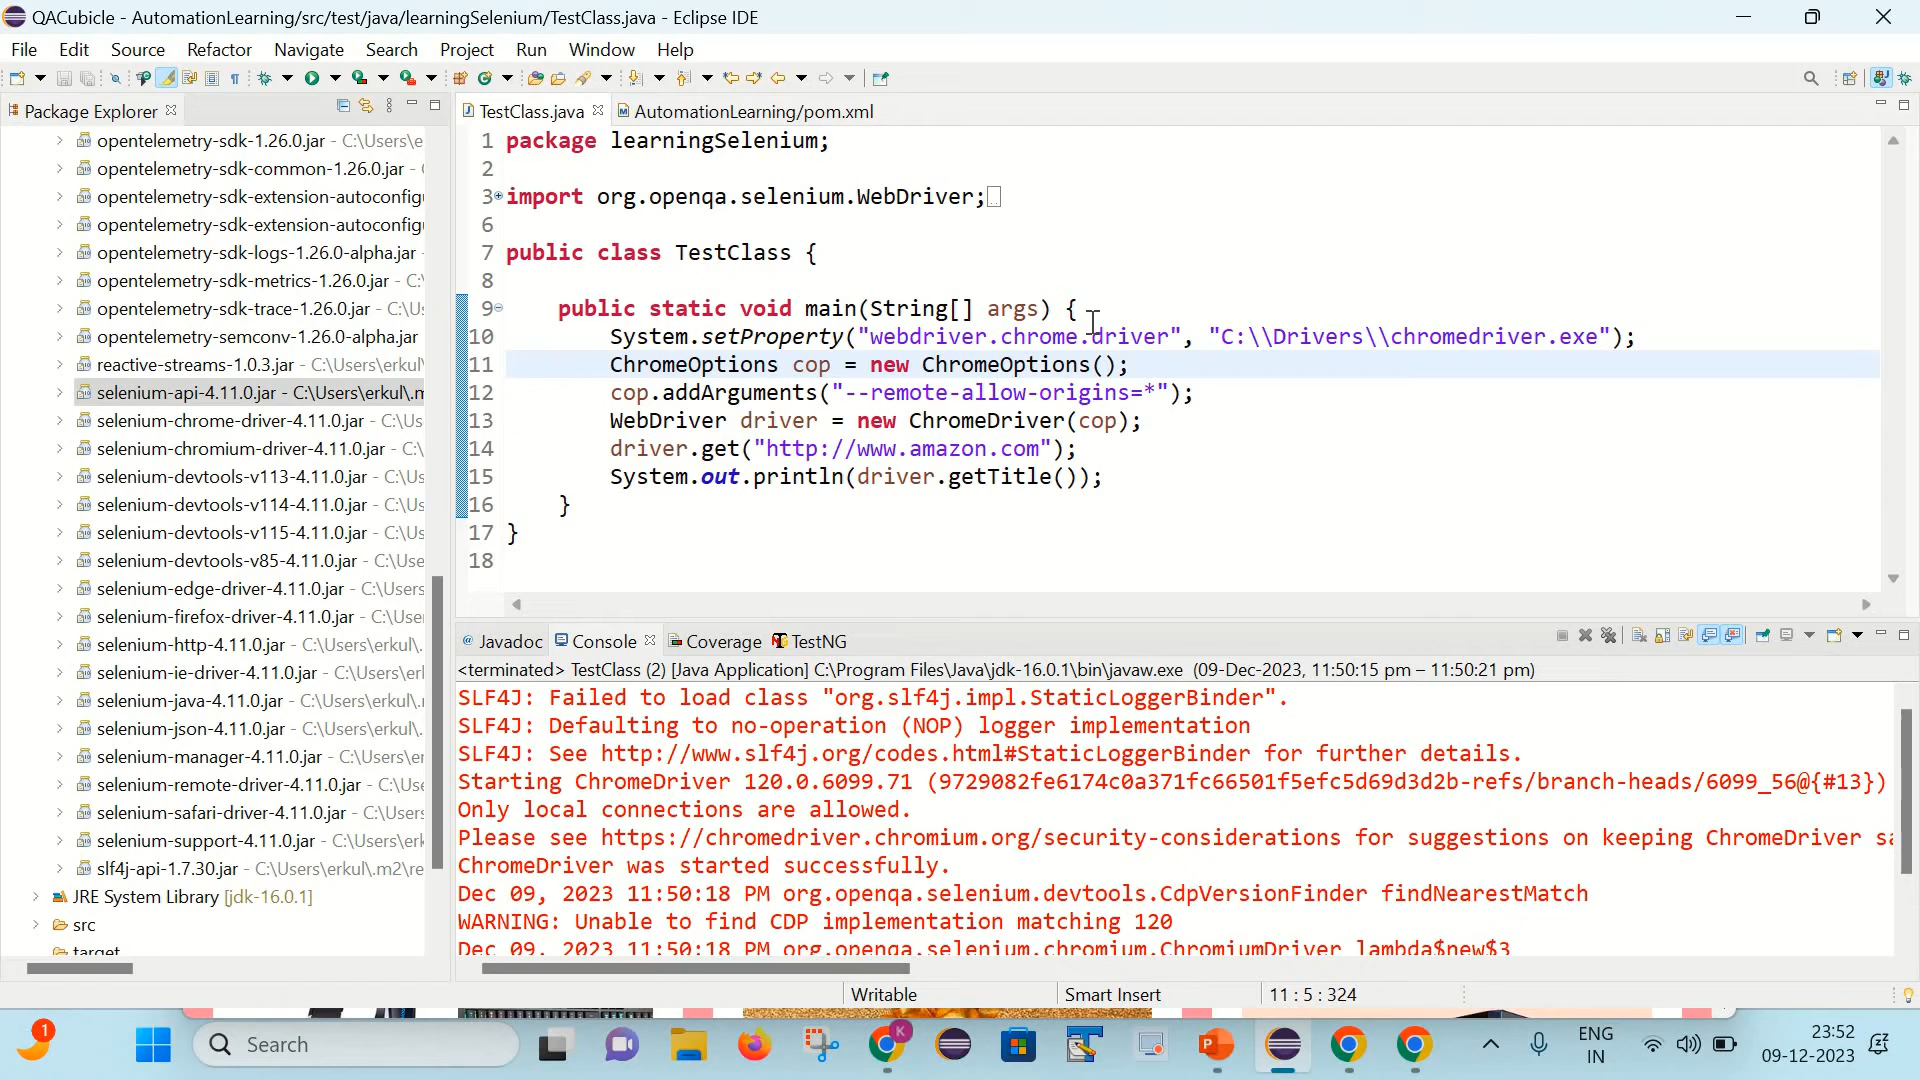 QACubicle - AutomationLearning/src/test/java/learningSelenium/TestClass.java - Eclipse IDE
File Edit Source Refactor Navigate Search Project Run Window Help
Package Explorer
opentelemetry-sdk-1.26.0.jar - C:\Users\e
opentelemetry-sdk-common-1.26.0.jar -
opentelemetry-sdk-extension-autoconfigu
opentelemetry-sdk-extension-autoconfigu
opentelemetry-sdk-logs-1.26.0-alpha.jar -
opentelemetry-sdk-metrics-1.26.0.jar - C:
opentelemetry-sdk-trace-1.26.0.jar - C:\U
opentelemetry-semconv-1.26.0-alpha.jar -
reactive-streams-1.0.3.jar - C:\Users\erkul
selenium-api-4.11.0.jar - C:\Users\erkul\.m
selenium-chrome-driver-4.11.0.jar - C:\Us
selenium-chromium-driver-4.11.0.jar - C:\
selenium-devtools-v113-4.11.0.jar - C:\Us
selenium-devtools-v114-4.11.0.jar - C:\Us
selenium-devtools-v115-4.11.0.jar - C:\Us
selenium-devtools-v85-4.11.0.jar - C:\Use
selenium-edge-driver-4.11.0.jar - C:\Users
selenium-firefox-driver-4.11.0.jar - C:\Use
selenium-http-4.11.0.jar - C:\Users\erkul\.
selenium-ie-driver-4.11.0.jar - C:\Users\er
selenium-java-4.11.0.jar - C:\Users\erkul\.
selenium-json-4.11.0.jar - C:\Users\erkul\.
selenium-manager-4.11.0.jar - C:\Users\er
selenium-remote-driver-4.11.0.jar - C:\Us
selenium-safari-driver-4.11.0.jar - C:\User
selenium-support-4.11.0.jar - C:\Users\erk
slf4j-api-1.7.30.jar - C:\Users\erkul\.m2\re
JRE System Library [jdk-16.0.1]
src
target
TestClass.java AutomationLearning/pom.xml
1 package learningSelenium;
2
3 import org.openqa.selenium.WebDriver;
6
7 public class TestClass {
8
9 public static void main(String[] args) {
10 System.setProperty("webdriver.chrome.driver", "C:\\Drivers\\chromedriver.exe");
11 ChromeOptions cop = new ChromeOptions();
12 cop.addArguments("--remote-allow-origins=*");
13 WebDriver driver = new ChromeDriver(cop);
14 driver.get("http://www.amazon.com");
15 System.out.println(driver.getTitle());
16 }
17 }
18
@ Javadoc Console Coverage TestNG
<terminated> TestClass (2) [Java Application] C:\Program Files\Java\jdk-16.0.1\bin\javaw.exe (09-Dec-2023, 11:50:15 pm – 11:50:21 pm)
SLF4J: Failed to load class "org.slf4j.impl.StaticLoggerBinder".
SLF4J: Defaulting to no-operation (NOP) logger implementation
SLF4J: See http://www.slf4j.org/codes.html#StaticLoggerBinder for further details.
Starting ChromeDriver 120.0.6099.71 (9729082fe6174c0a371fc66501f5efc5d69d3d2b-refs/branch-heads/6099_56@{#13})
Only local connections are allowed.
Please see https://chromedriver.chromium.org/security-considerations for suggestions on keeping ChromeDriver sa
ChromeDriver was started successfully.
Dec 09, 2023 11:50:18 PM org.openqa.selenium.devtools.CdpVersionFinder findNearestMatch
WARNING: Unable to find CDP implementation matching 120
Dec 09, 2023 11:50:18 PM org.openqa.selenium.chromium.ChromiumDriver lambda$new$3
Writable Smart Insert 11 : 5 : 324
1 Search K ENG IN 23:52
09-12-2023